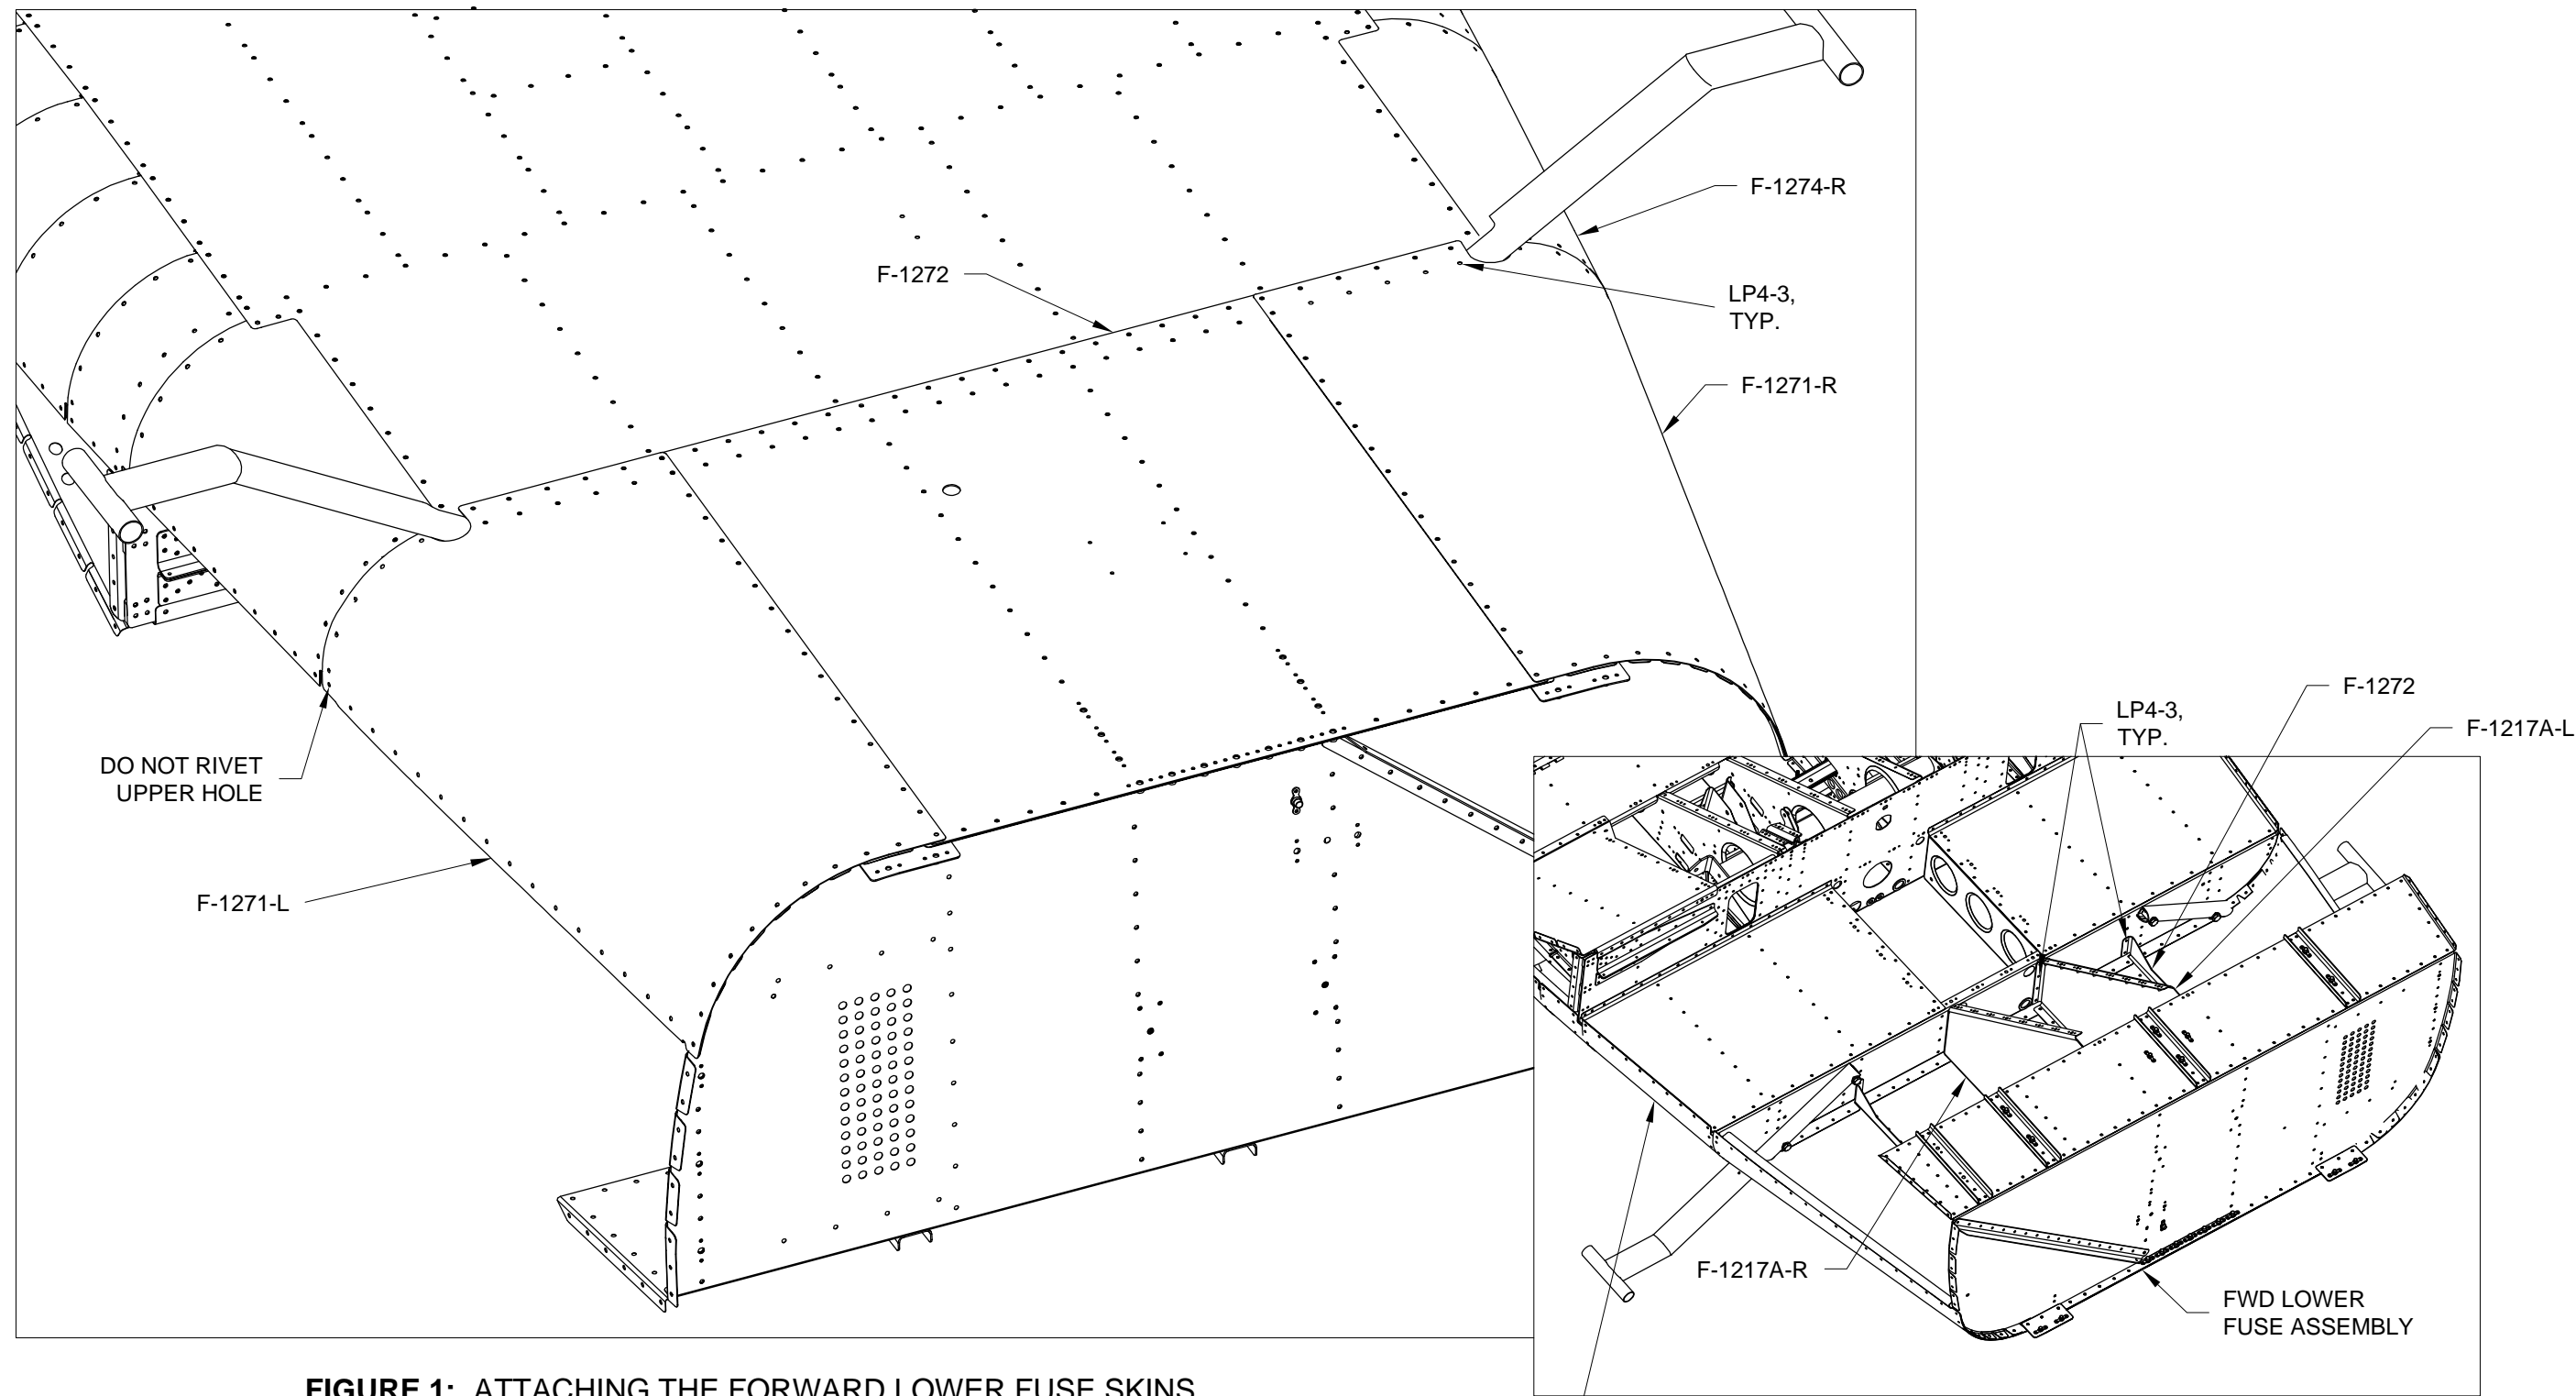 F-1274-R
F-1272
LP4-3,
TYP.
F-1271-R
DO NOT RIVET
UPPER HOLE
F-1271-L
LP4-3,
TYP.
F-1272
F-1217A-L
F-1217A-R
FWD LOWER
FUSE ASSEMBLY
FIGURE 1: ATTACHING THE FORWARD LOWER FUSE SKINS